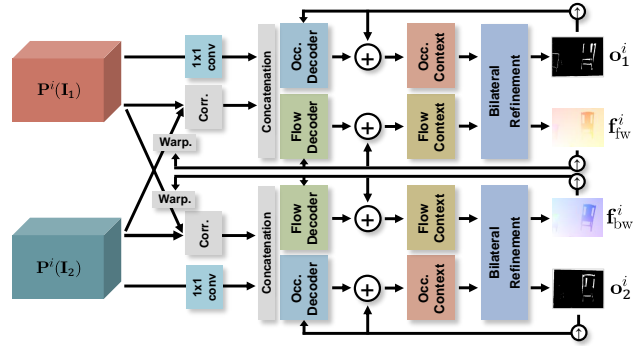 P^i(I_1)
1x1
conv
Corr.
Warp.
Concatenation
Occ.
Decoder
Flow
Decoder
+
+
Occ.
Context
Flow
Context
Bilateral
Refinement
o_1^i
f_fw^i
P^i(I_2)
Warp.
Corr.
1x1
conv
Concatenation
Flow
Decoder
Occ.
Decoder
+
+
Flow
Context
Occ.
Context
Bilateral
Refinement
f_bw^i
o_2^i